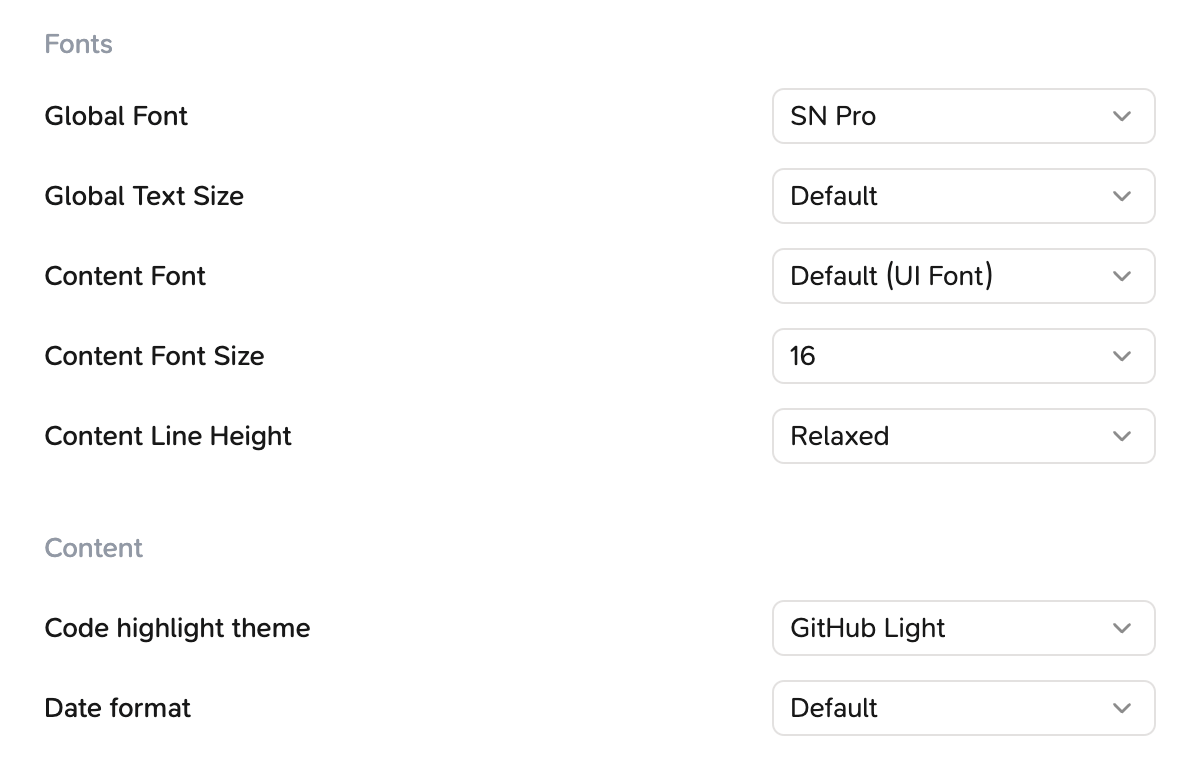 Fonts
Global Font SN Pro
Global Text Size Default
Content Font Default (UI Font)
Content Font Size 16
Content Line Height Relaxed
Content
Code highlight theme GitHub Light
Date format Default